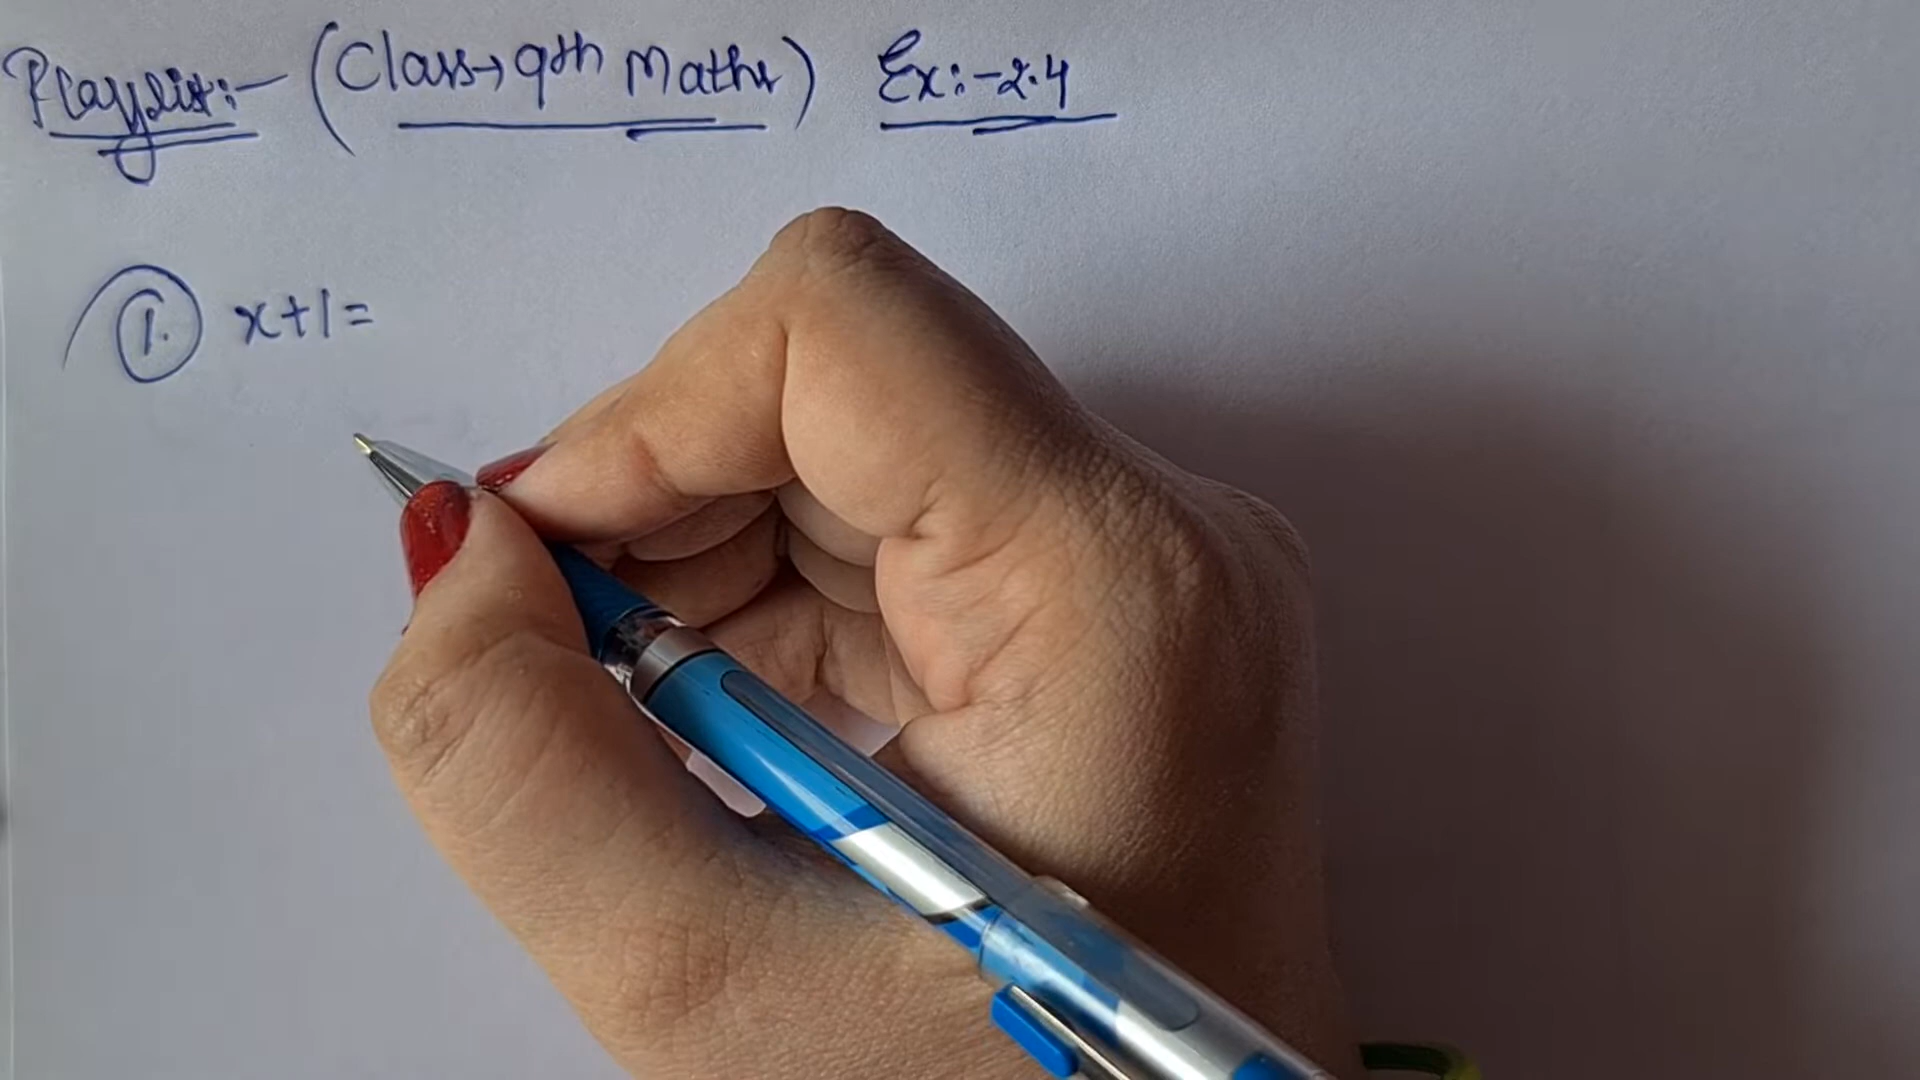 Playlist:- (Class→9th Maths) Ex:-2.4
1. x+1=